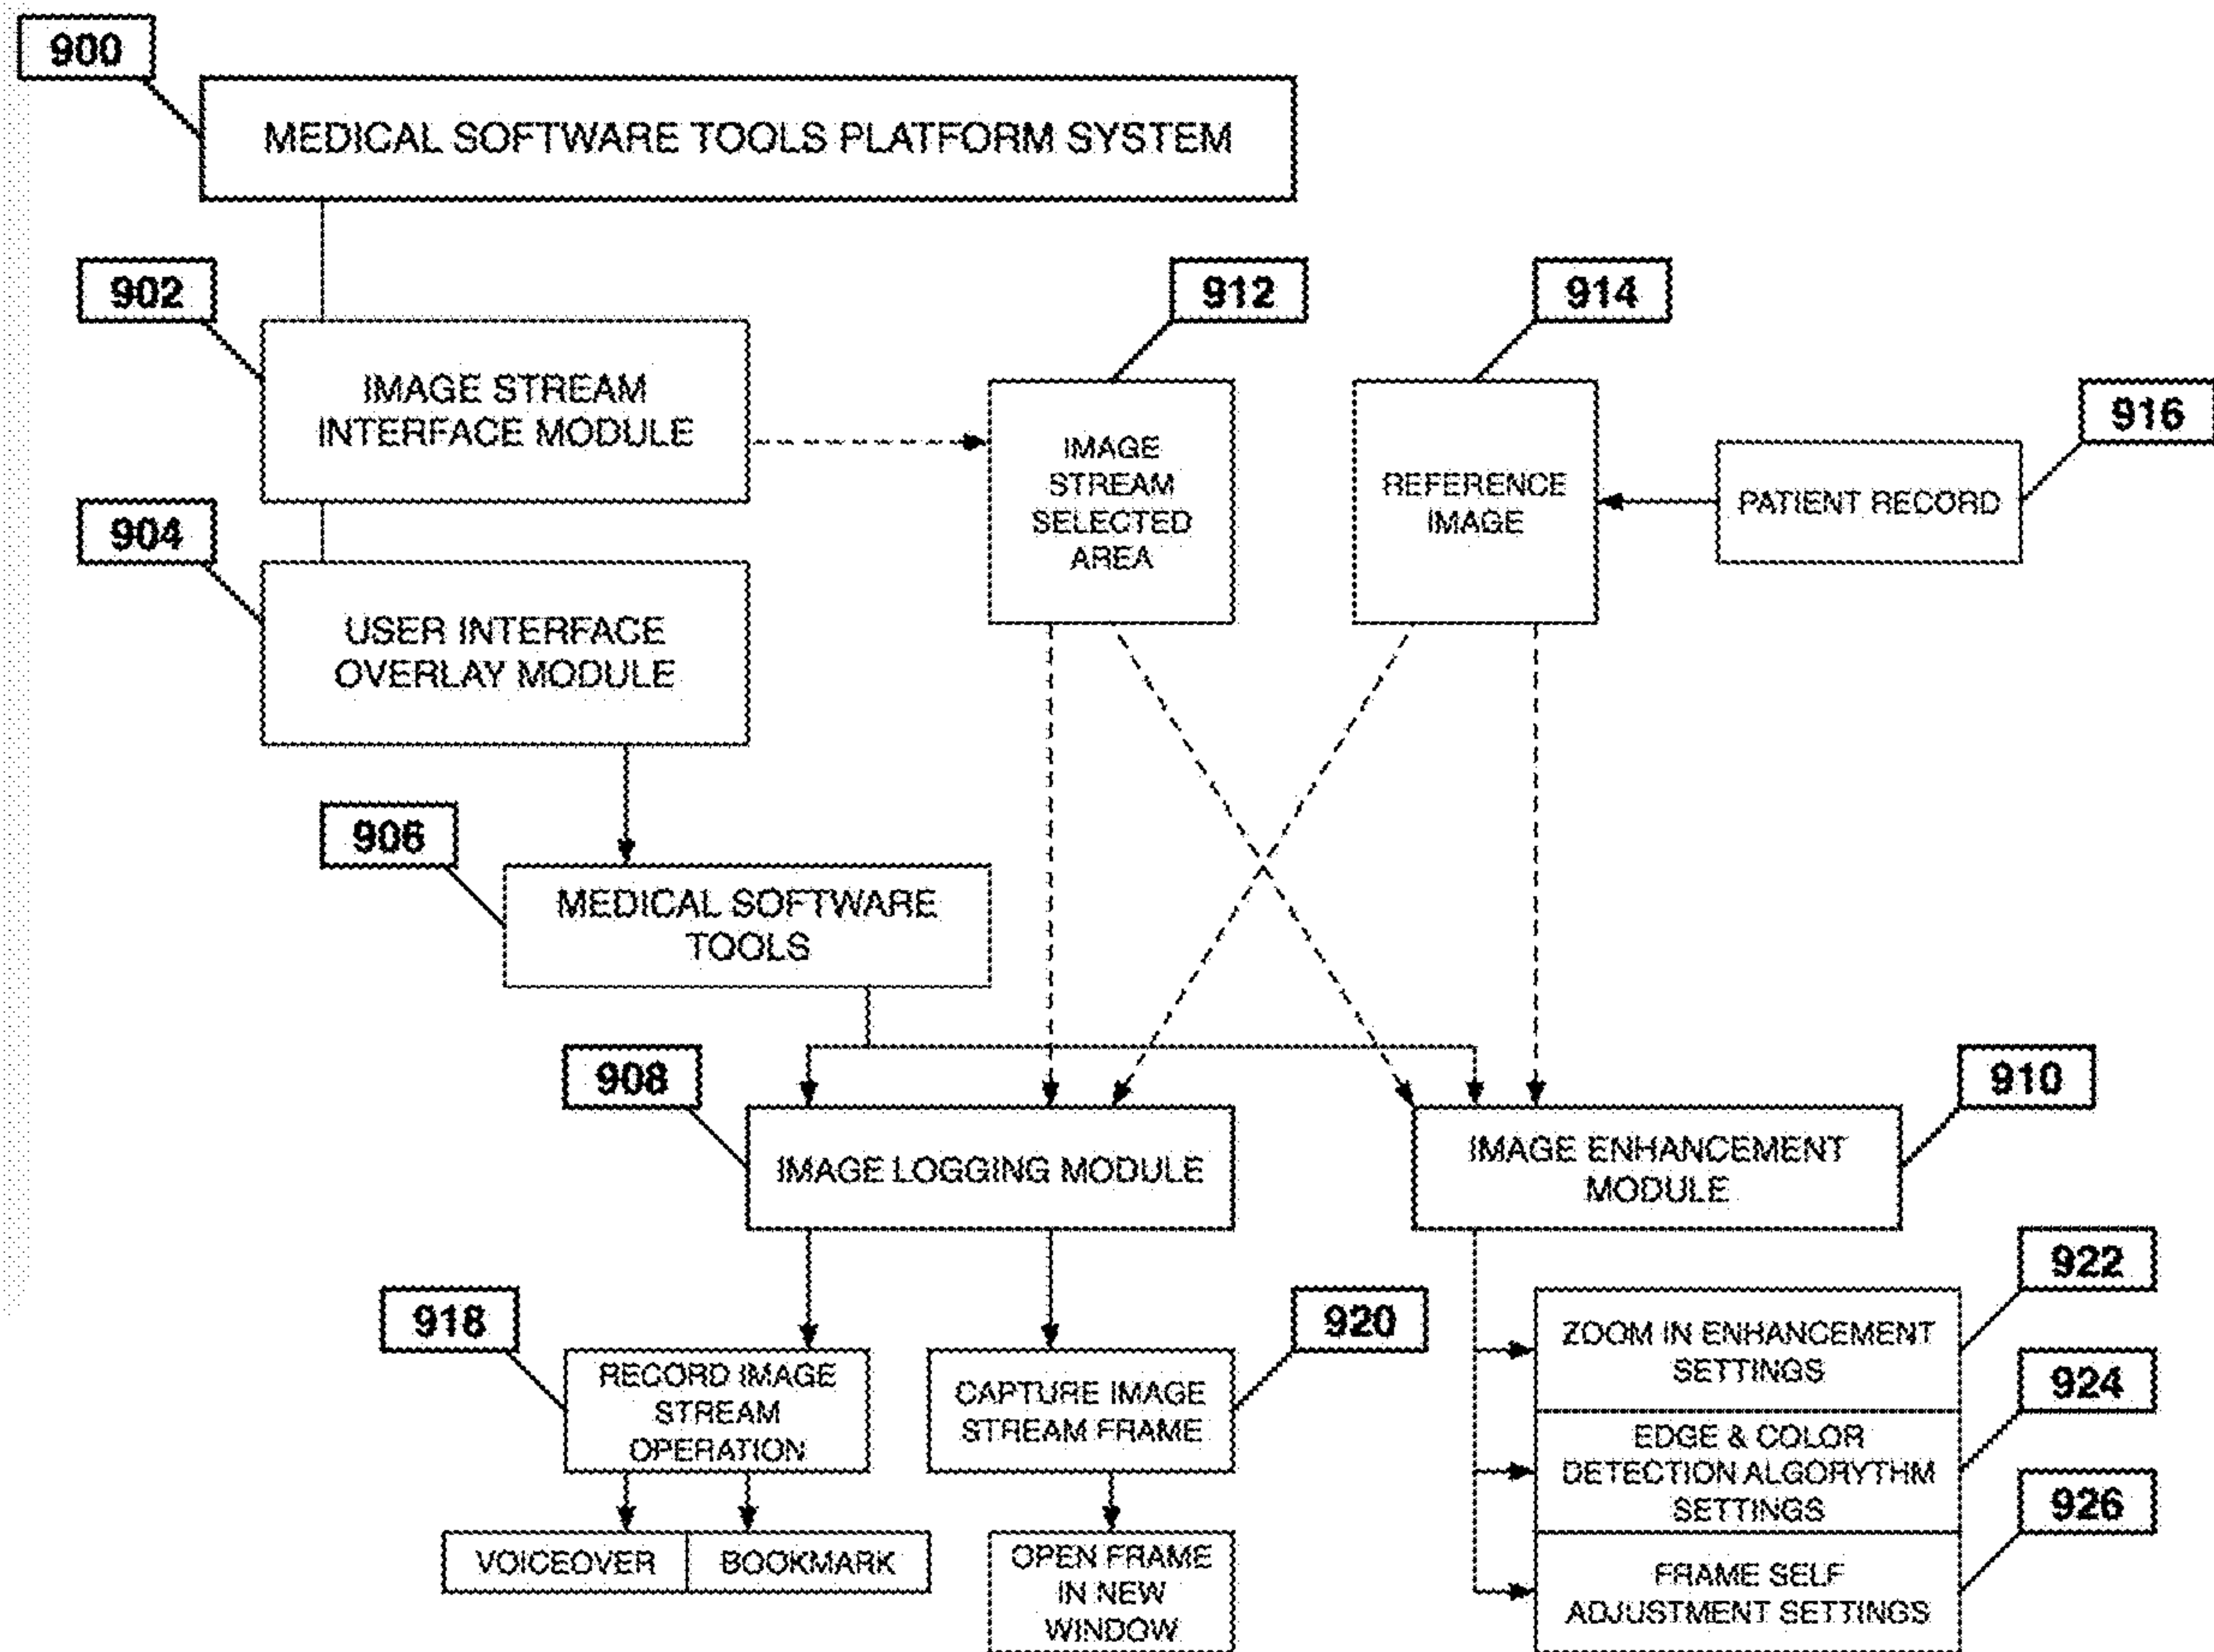 900
MEDICAL SOFTWARE TOOLS PLATFORM SYSTEM
902
IMAGE STREAM
INTERFACE MODULE
912
IMAGE
STREAM
SELECTED
AREA
914
REFERENCE
IMAGE
916
PATIENT RECORD
904
USER INTERFACE
OVERLAY MODULE
906
MEDICAL SOFTWARE
TOOLS
908
IMAGE LOGGING MODULE
910
IMAGE ENHANCEMENT
MODULE
918
RECORD IMAGE
STREAM
OPERATION
920
CAPTURE IMAGE
STREAM FRAME
922
ZOOM IN ENHANCEMENT
SETTINGS
924
EDGE & COLOR
DETECTION ALGORYTHM
SETTINGS
926
FRAME SELF
ADJUSTMENT SETTINGS
VOICEOVER
BOOKMARK
OPEN FRAME
IN NEW
WINDOW